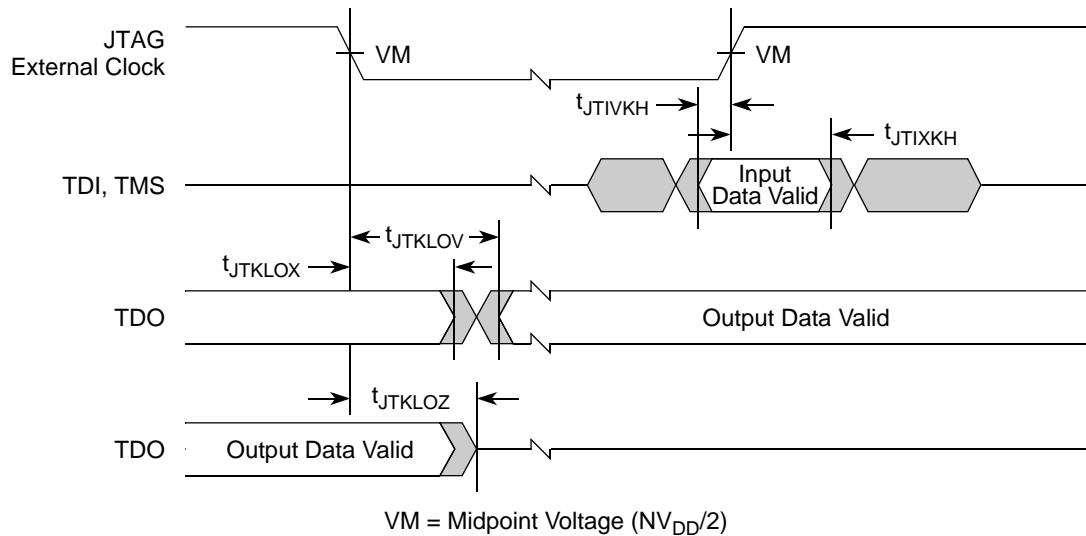 JTAG
External Clock
VM
VM
tJTIVKH
tJTIXKH
TDI, TMS
Input
Data Valid
tJTKLOV
tJTKLOX
TDO
Output Data Valid
tJTKLOZ
TDO
Output Data Valid
VM = Midpoint Voltage (NVDD/2)